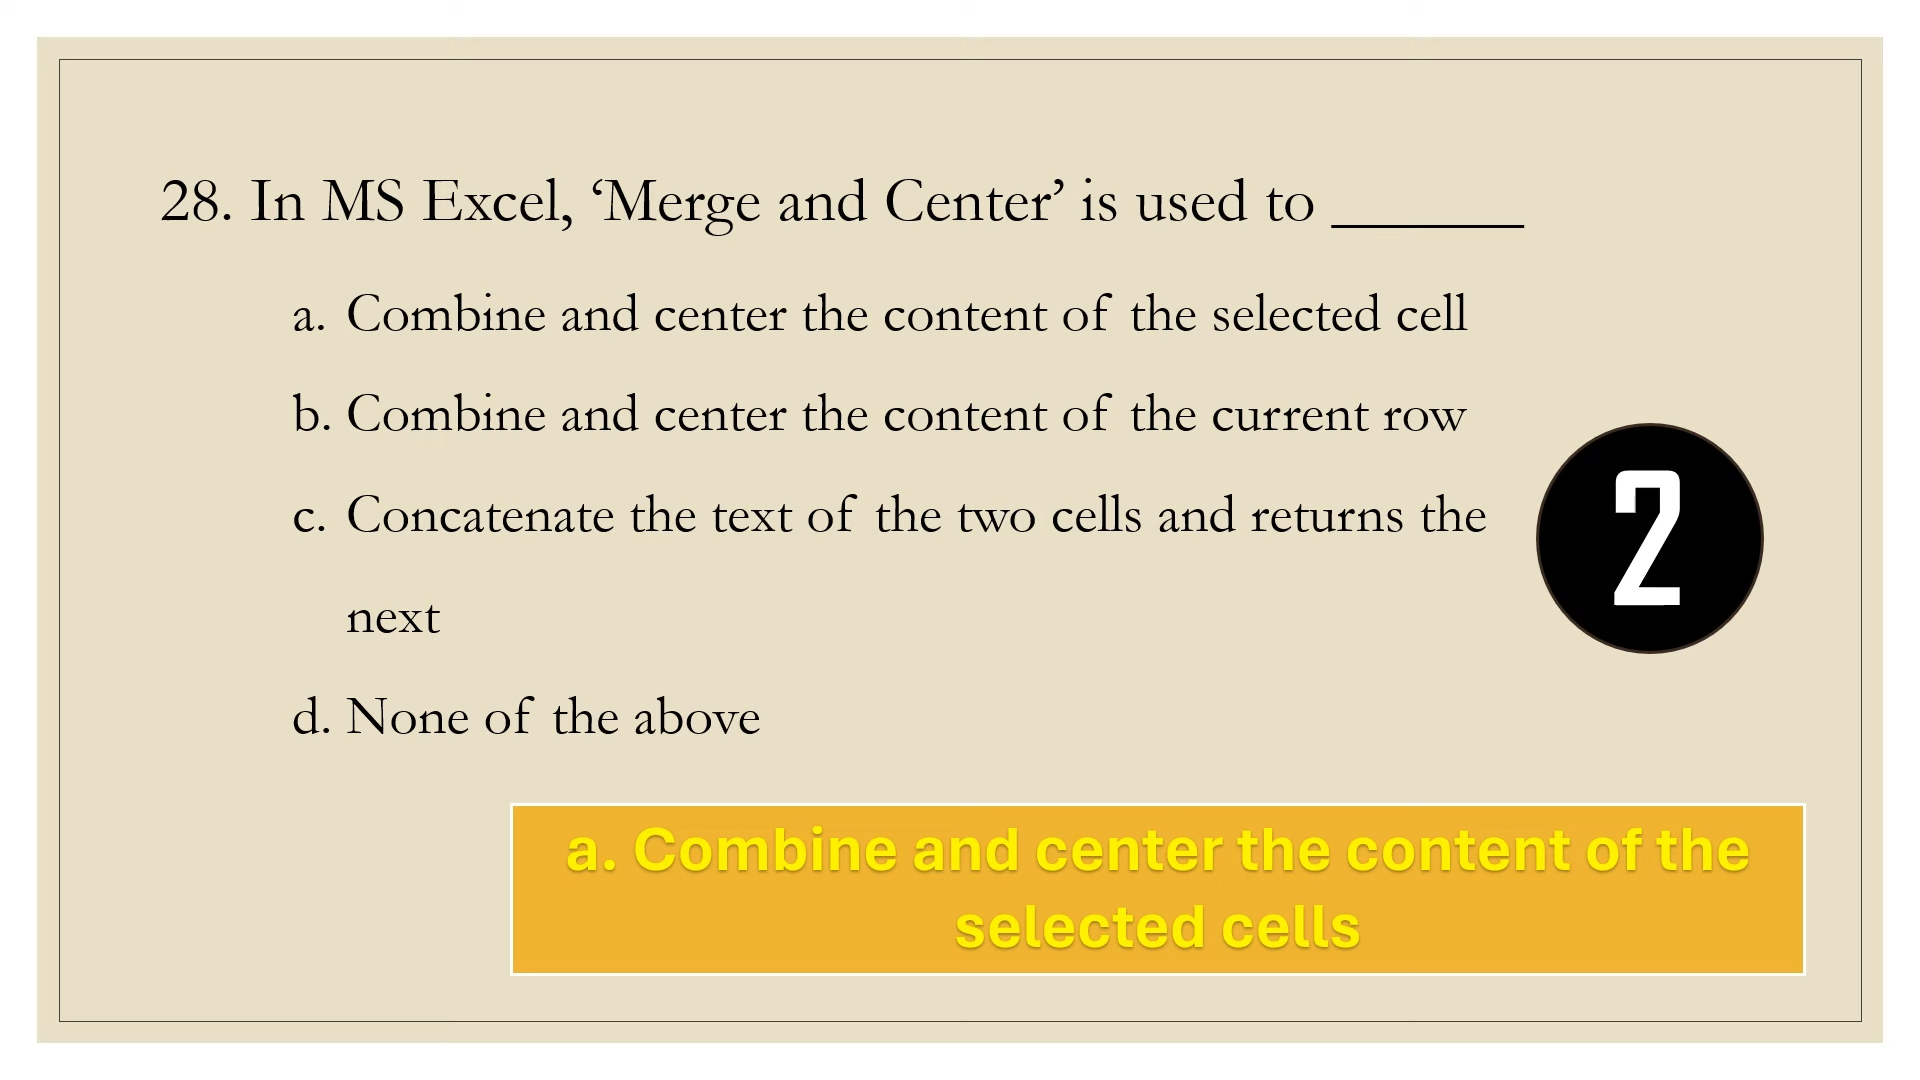 28. In MS Excel, ‘Merge and Center’ is used to ______
a. Combine and center the content of the selected cell
b. Combine and center the content of the current row
c. Concatenate the text of the two cells and returns the
next
2
d. None of the above
a. Combine and center the content of the
selected cells